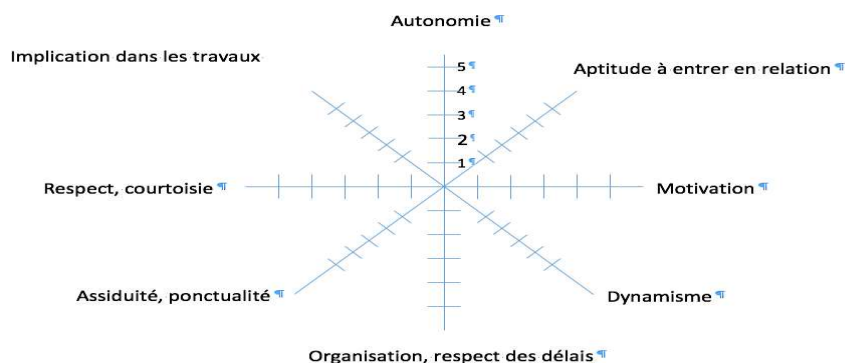 Autonomie ¶
Implication dans les travaux
Aptitude à entrer en relation ¶
5 ¶
4 ¶
3 ¶
2 ¶
1 ¶
Respect, courtoisie ¶
Motivation ¶
Assiduité, ponctualité ¶
Dynamisme ¶
Organisation, respect des délais ¶